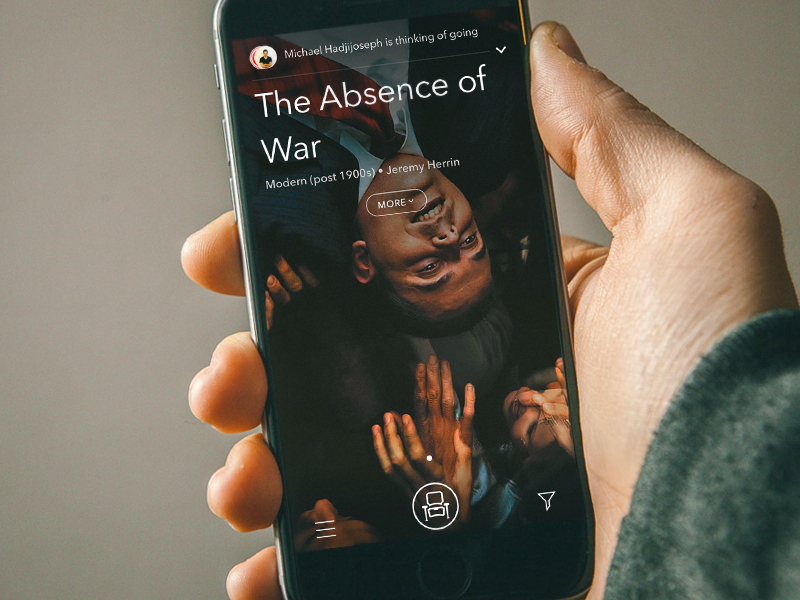 Michael Hadjijoseph is thinking of going
The Absence of
War
Modern (post 1900s) • Jeremy Herrin
MORE